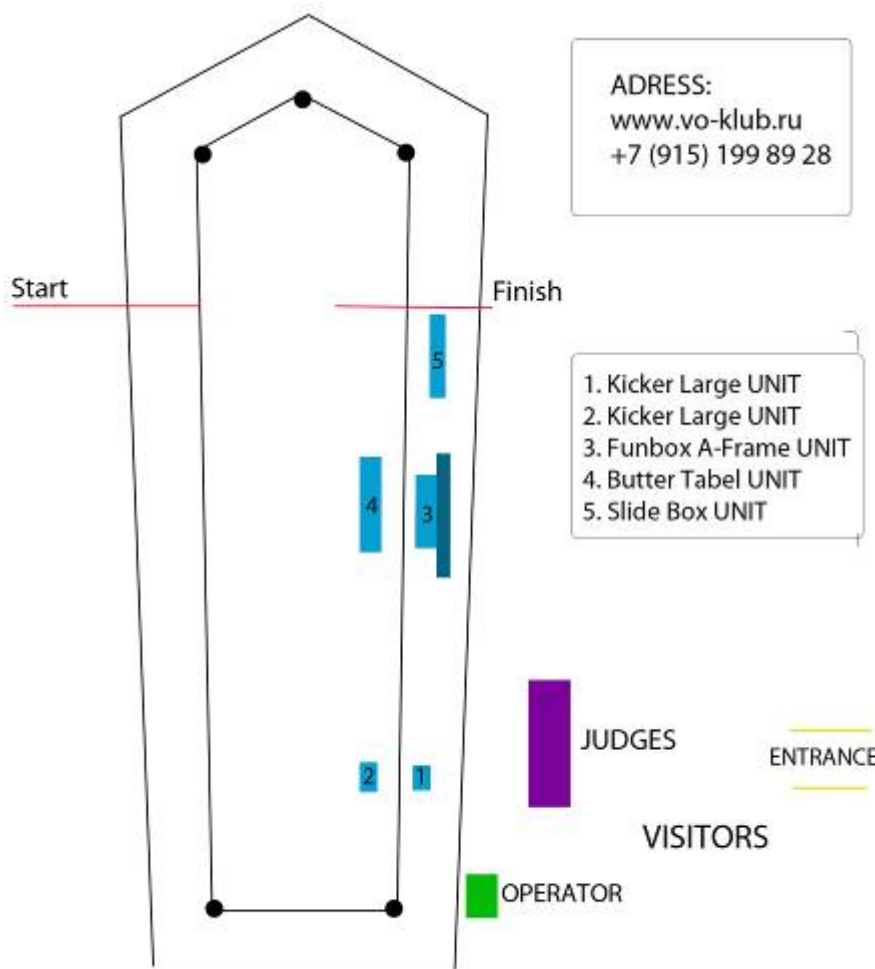 ADRESS:
www.vo-klub.ru
+7 (915) 199 89 28
Start
Finish
5
1. Kicker Large UNIT
2. Kicker Large UNIT
3. Funbox A-Frame UNIT
4. Butter Tabel UNIT
5. Slide Box UNIT
4
3
JUDGES
ENTRANCE
2
1
VISITORS
OPERATOR